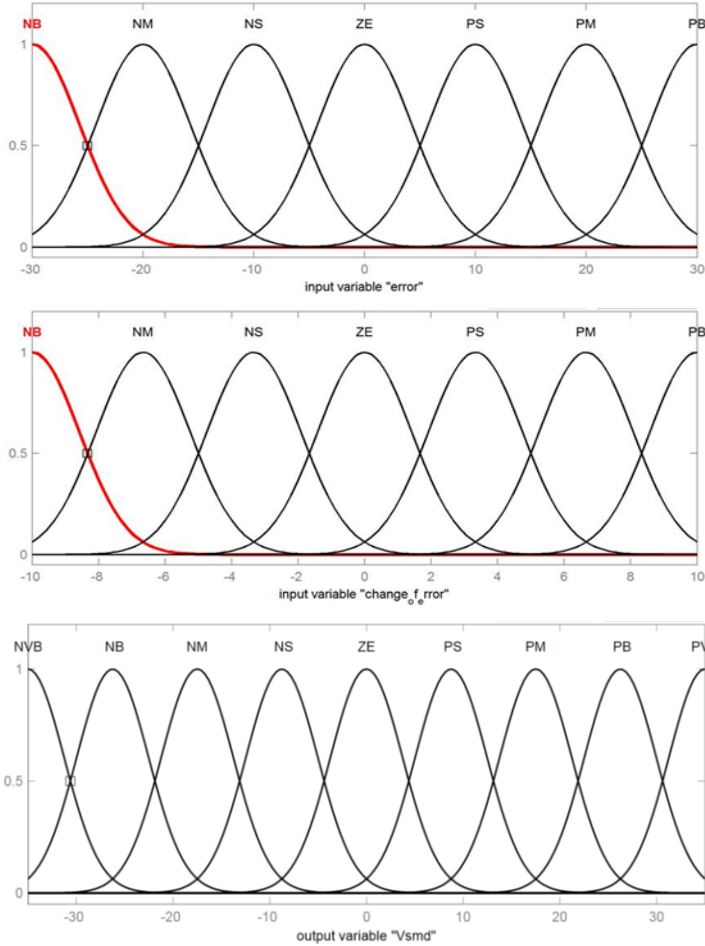 NB NM NS ZE PS PM PB
1
0.5
0
-30 -20 -10 0 10 20 30
input variable "error"
NB NM NS ZE PS PM PB
1
0.5
0
-10 -8 -6 -4 -2 0 2 4 6 8 10
input variable "change_of_error"
NVB NB NM NS ZE PS PM PB PV
1
0.5
0
-30 -20 -10 0 10 20 30
output variable "Vsmd"